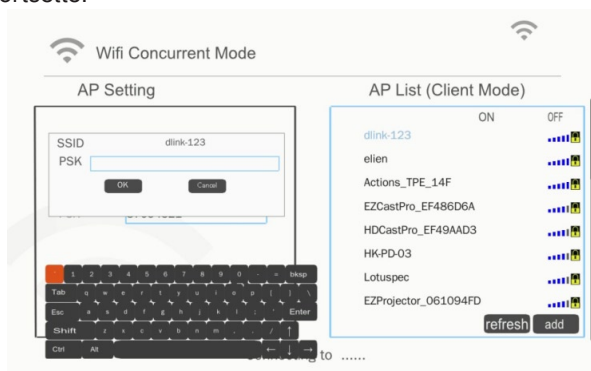 Wifi Concurrent Mode
AP Setting
SSID dlink-123
PSK
OK Cancel
1 2 3 4 5 6 7 8 9 0 - = bksp
Tab q w e r t y u i o p [ ] \
Esc a s d f g h j k l ; ' Enter
Shift z x c v b n m , . / ↑
Ctrl Alt ← ↓ →
AP List (Client Mode)
ON OFF
dlink-123
elien
Actions_TPE_14F
EZCastPro_EF486D6A
HDCastPro_EF49AAD3
HK-PD-03
Lotuspec
EZProjector_061094FD
refresh add
to ......